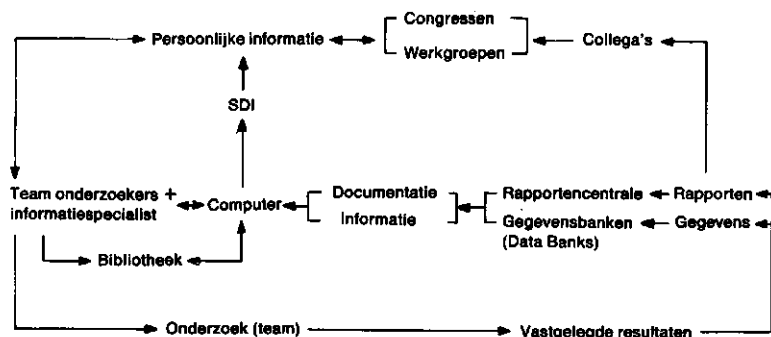 Congressen
Persoonlijke informatie
Werkgroepen
Collega's
SDI
Team onderzoekers +
informatiespecialist
Computer
Documentatie
Informatie
Rapportencentrale
Rapporten
Gegevensbanken
(Data Banks)
Gegevens
Bibliotheek
Onderzoek (team)
Vastgelegde resultaten